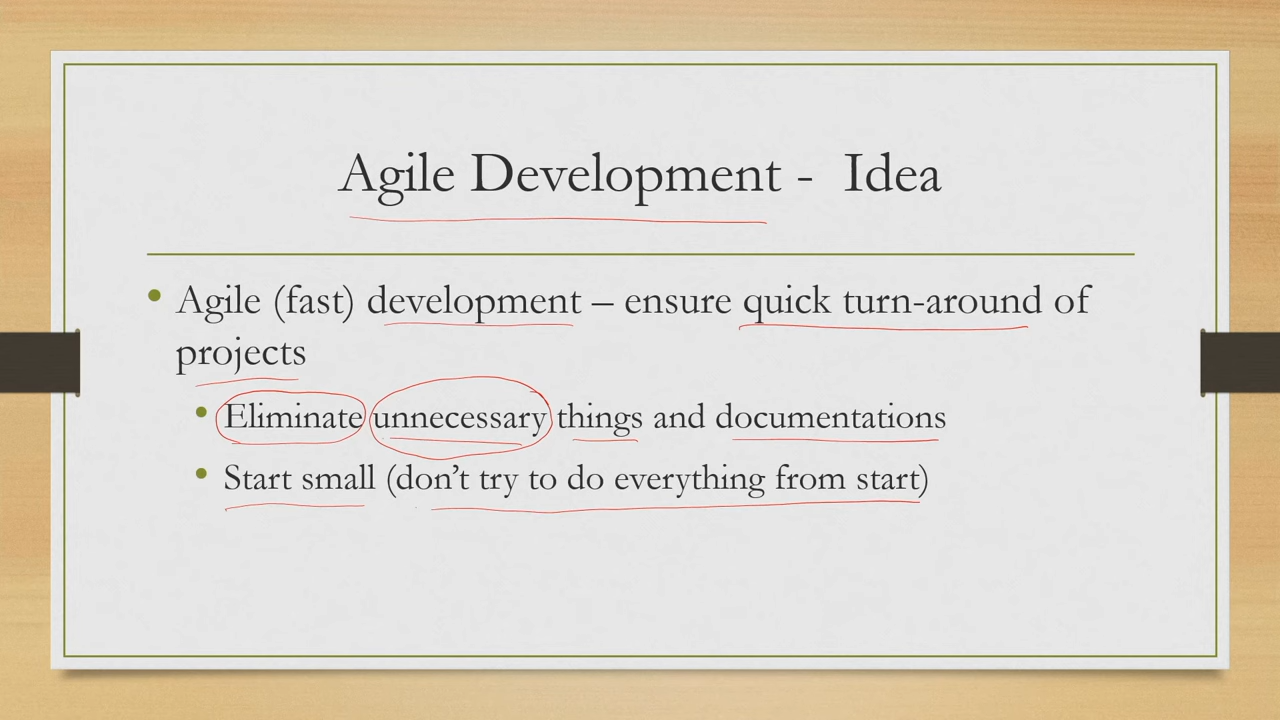 Agile Development - Idea
Agile (fast) development – ensure quick turn-around of
projects
Eliminate unnecessary things and documentations
Start small (don’t try to do everything from start)